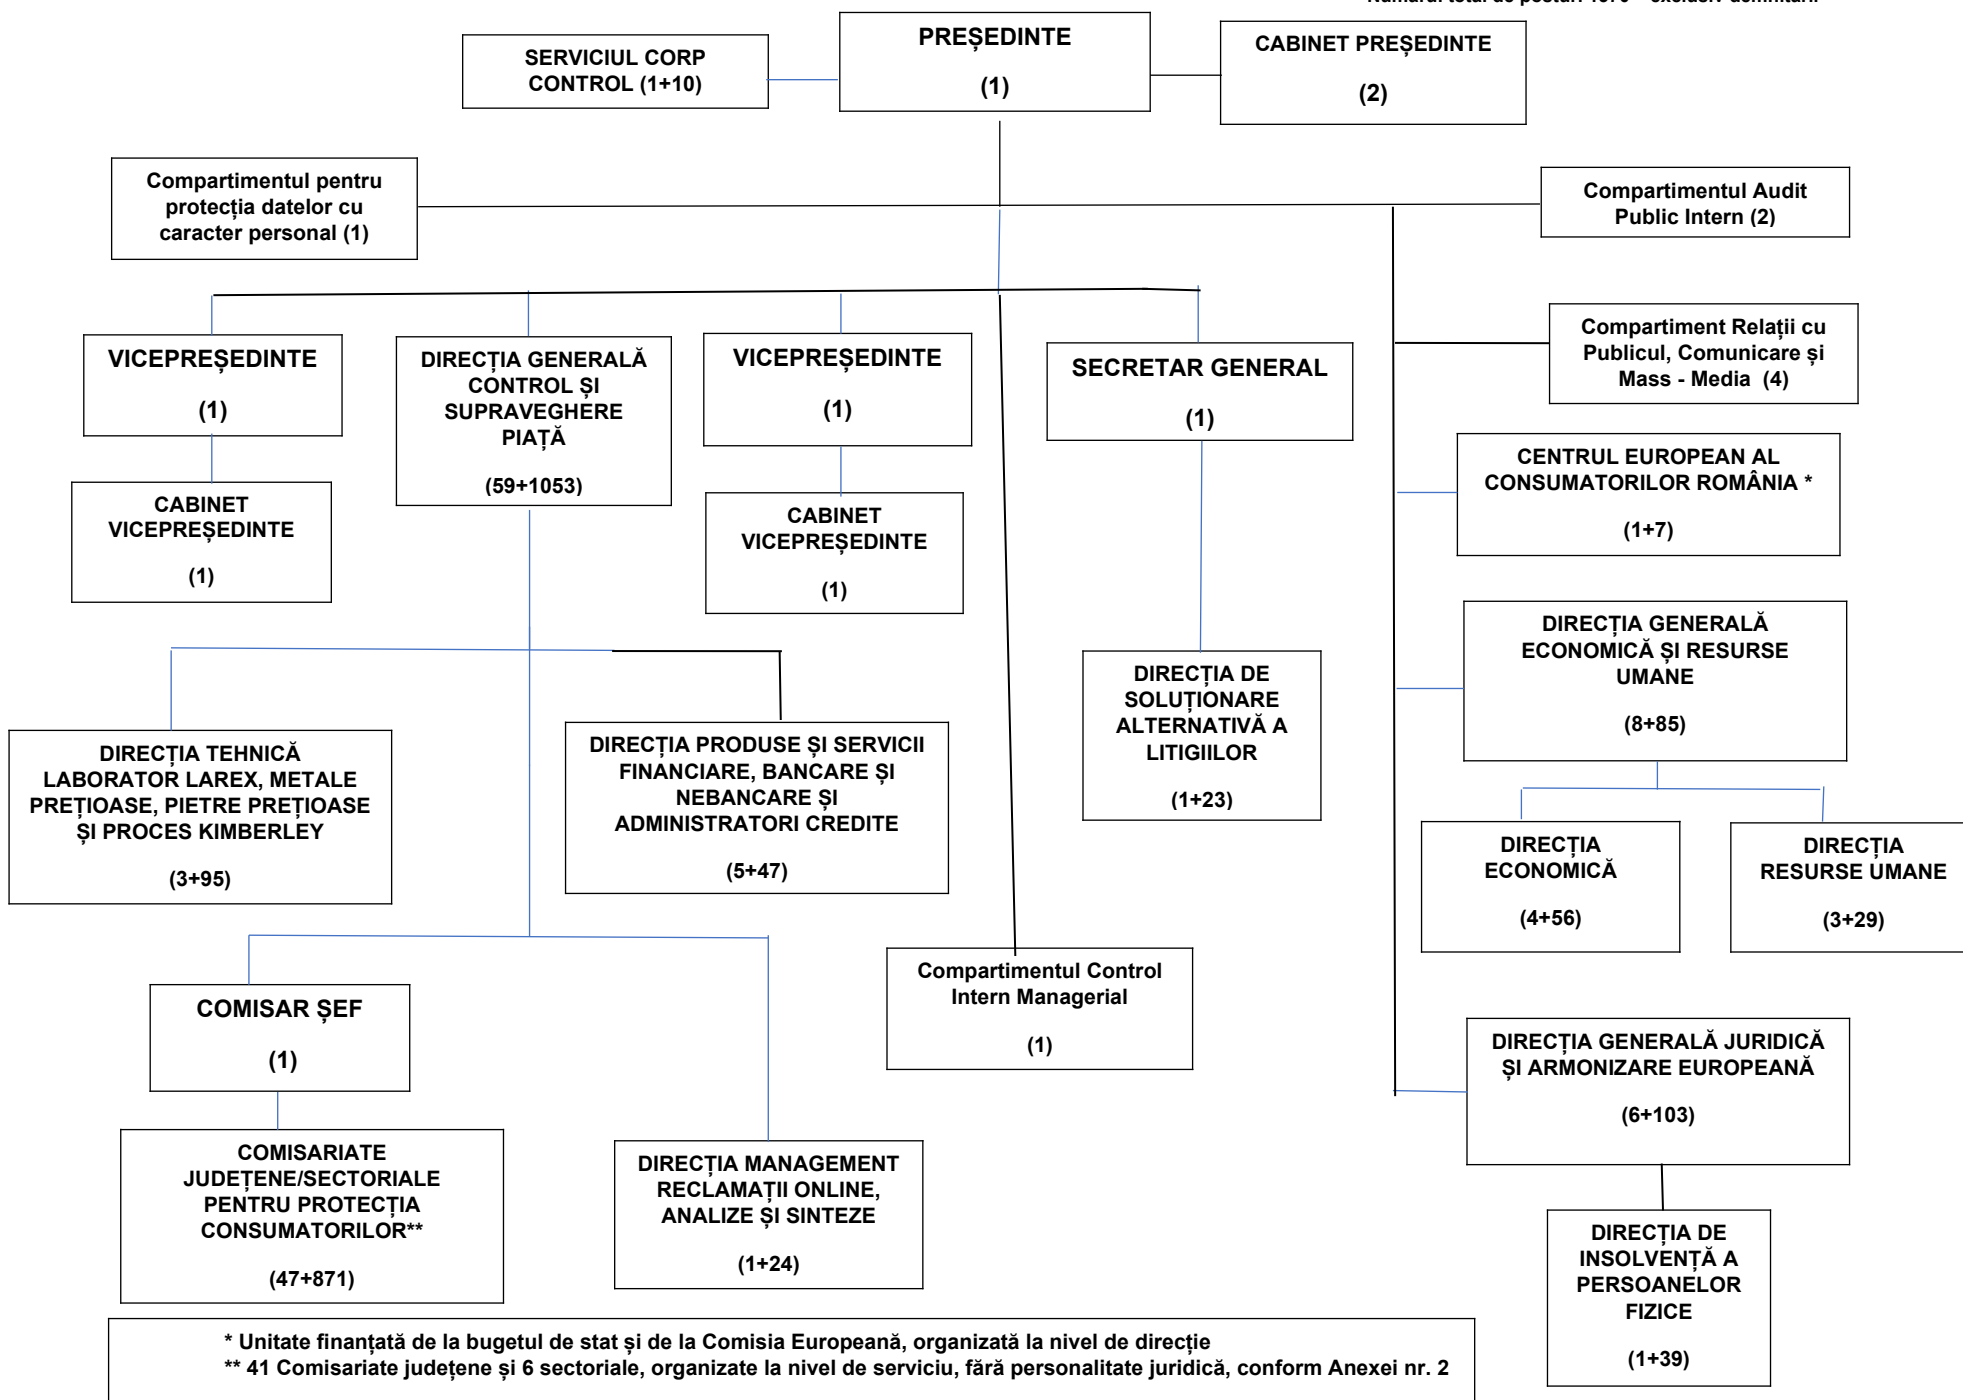 PREȘEDINTE
(1)
SERVICIUL CORP
CONTROL (1+10)
CABINET PREȘEDINTE
(2)
Compartimentul pentru
protecția datelor cu
caracter personal (1)
Compartimentul Audit
Public Intern (2)
Compartiment Relații cu
Publicul, Comunicare și
Mass - Media (4)
VICEPREȘEDINTE
(1)
DIRECȚIA GENERALĂ
CONTROL ȘI
SUPRAVEGHERE
PIAȚĂ
(59+1053)
VICEPREȘEDINTE
(1)
SECRETAR GENERAL
(1)
CENTRUL EUROPEAN AL
CONSUMATORILOR ROMÂNIA *
(1+7)
CABINET
VICEPREȘEDINTE
(1)
CABINET
VICEPREȘEDINTE
(1)
DIRECȚIA GENERALĂ
ECONOMICĂ ȘI RESURSE
UMANE
(8+85)
DIRECȚIA DE
SOLUȚIONARE
ALTERNATIVĂ A
LITIGIILOR
(1+23)
DIRECȚIA TEHNICĂ
LABORATOR LAREX, METALE
PREȚIOASE, PIETRE PREȚIOASE
ȘI PROCES KIMBERLEY
(3+95)
DIRECȚIA PRODUSE ȘI SERVICII
FINANCIARE, BANCARE ȘI
NEBANCARE ȘI
ADMINISTRATORI CREDITE
(5+47)
DIRECȚIA
ECONOMICĂ
(4+56)
DIRECȚIA
RESURSE UMANE
(3+29)
Compartimentul Control
Intern Managerial
(1)
COMISAR ȘEF
(1)
DIRECȚIA GENERALĂ JURIDICĂ
ȘI ARMONIZARE EUROPEANĂ
(6+103)
COMISARIATE
JUDEȚENE/SECTORIALE
PENTRU PROTECȚIA
CONSUMATORILOR**
(47+871)
DIRECȚIA MANAGEMENT
RECLAMAȚII ONLINE,
ANALIZE ȘI SINTEZE
(1+24)
DIRECȚIA DE
INSOLVENȚĂ A
PERSOANELOR
FIZICE
(1+39)
* Unitate finanțată de la bugetul de stat și de la Comisia Europeană, organizată la nivel de direcție
** 41 Comisariate județene și 6 sectoriale, organizate la nivel de serviciu, fără personalitate juridică, conform Anexei nr. 2